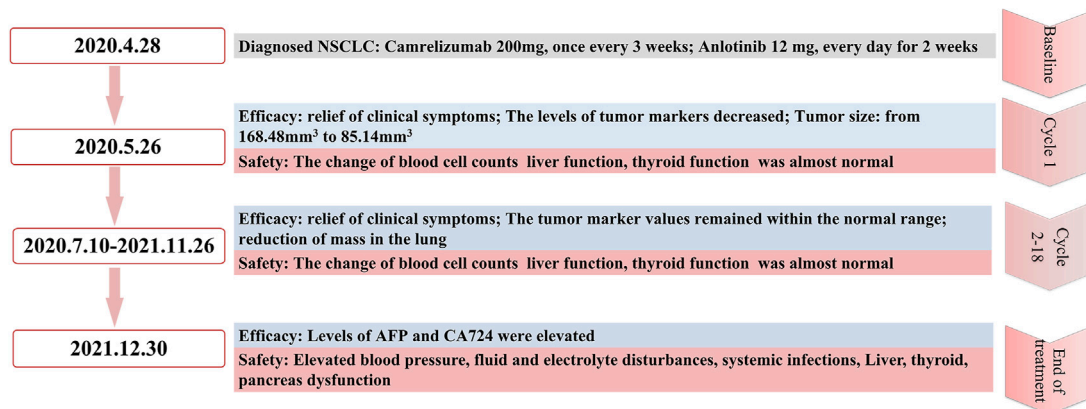 2020.4.28
Diagnosed NSCLC: Camrelizumab 200mg, once every 3 weeks; Anlotinib 12 mg, every day for 2 weeks
Baseline
2020.5.26
Efficacy: relief of clinical symptoms; The levels of tumor markers decreased; Tumor size: from
168.48mm³ to 85.14mm³
Safety: The change of blood cell counts liver function, thyroid function was almost normal
Cycle 1
2020.7.10-2021.11.26
Efficacy: relief of clinical symptoms; The tumor marker values remained within the normal range;
reduction of mass in the lung
Safety: The change of blood cell counts liver function, thyroid function was almost normal
Cycle
2-18
2021.12.30
Efficacy: Levels of AFP and CA724 were elevated
Safety: Elevated blood pressure, fluid and electrolyte disturbances, systemic infections, Liver, thyroid,
pancreas dysfunction
End of
treatment